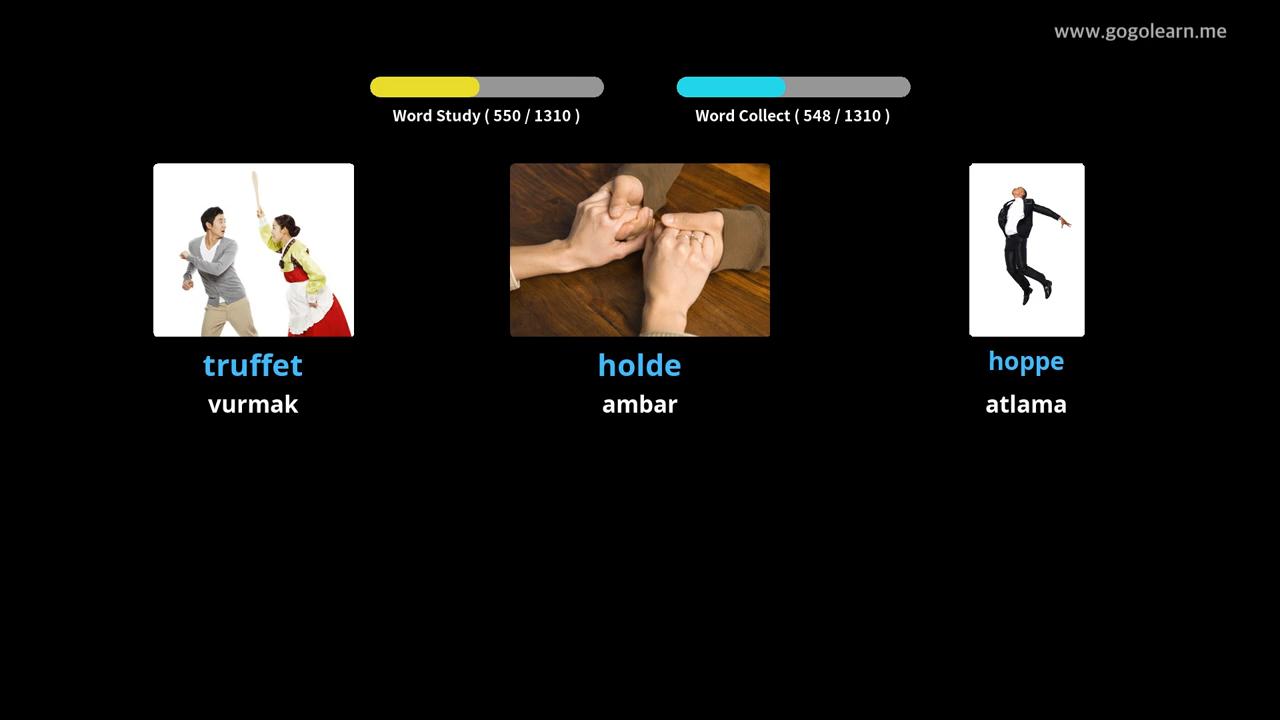 www.gogolearn.me
Word Study ( 550 / 1310 )
Word Collect ( 548 / 1310 )
truffet
holde
hoppe
vurmak
ambar
atlama